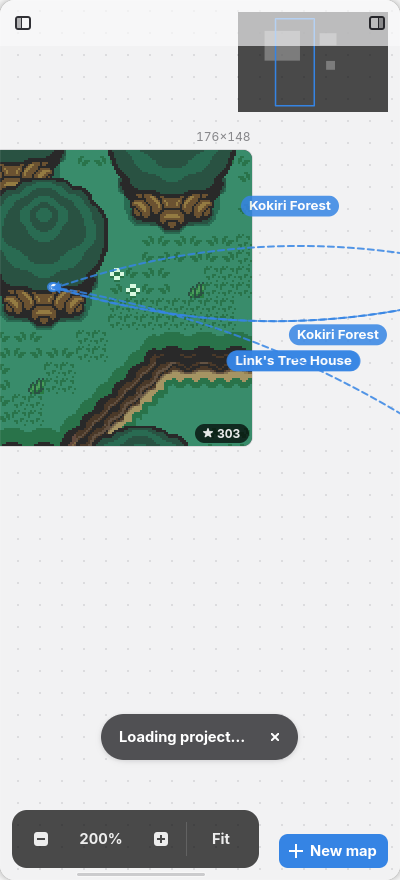 176×148
Kokiri Forest
Kokiri Forest
Link's Tree House
★ 303
Loading project... ×
− 200% + Fit
+ New map